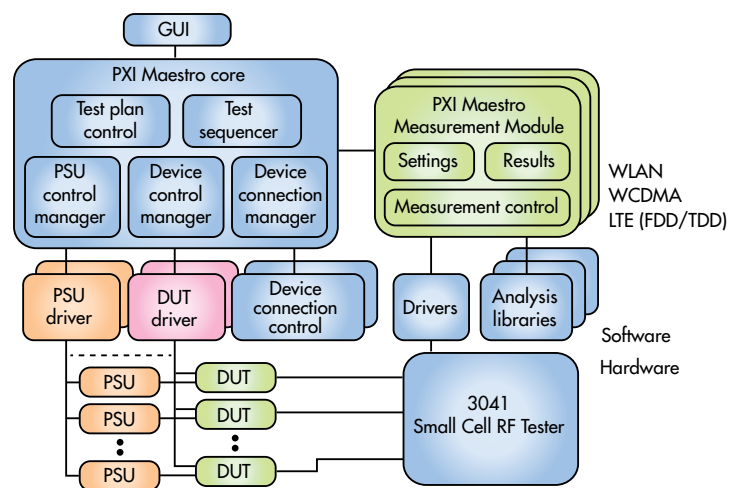 GUI
PXI Maestro core
Test plan
control
Test
sequencer
PSU
control
manager
Device
control
manager
Device
connection
manager
PXI Maestro
Measurement Module
Settings
Results
Measurement control
WLAN
WCDMA
LTE (FDD/TDD)
PSU
driver
DUT
driver
Device
connection
control
Drivers
Analysis
libraries
Software
Hardware
PSU
DUT
PSU
DUT
PSU
DUT
3041
Small Cell RF Tester